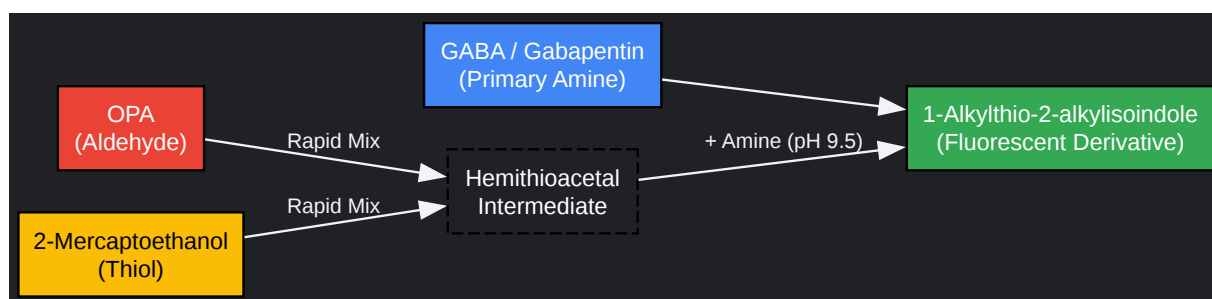 GABA / Gabapentin
(Primary Amine)
OPA
(Aldehyde)
Rapid Mix
1-Alkylthio-2-alkylisoindole
(Fluorescent Derivative)
+ Amine (pH 9.5)
Hemithioacetal
Intermediate
Rapid Mix
2-Mercaptoethanol
(Thiol)